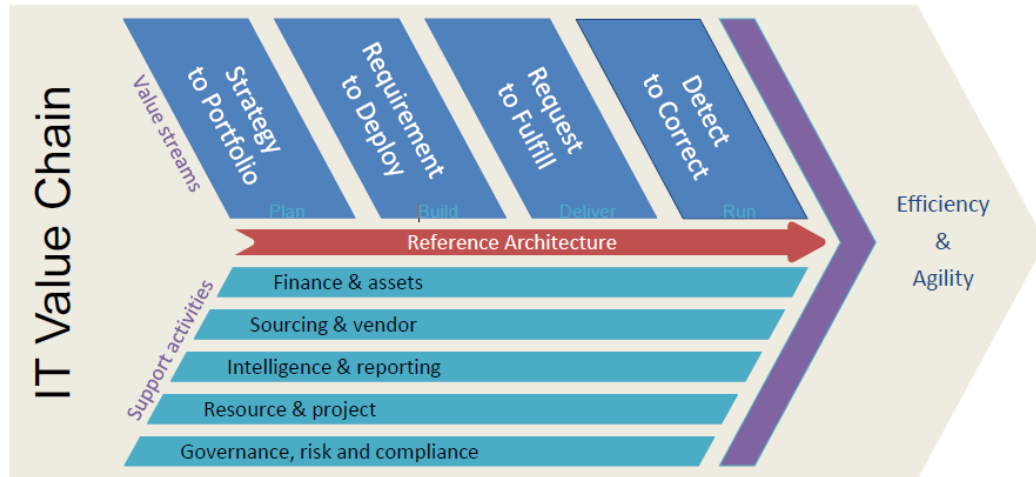 IT Value Chain
Value streams
Strategy
to Portfolio
Plan
Requirement
to Deploy
Build
Request
to Fulfill
Deliver
Detect
to Correct
Run
Reference Architecture
Support activities
Finance & assets
Sourcing & vendor
Intelligence & reporting
Resource & project
Governance, risk and compliance
Efficiency
&
Agility